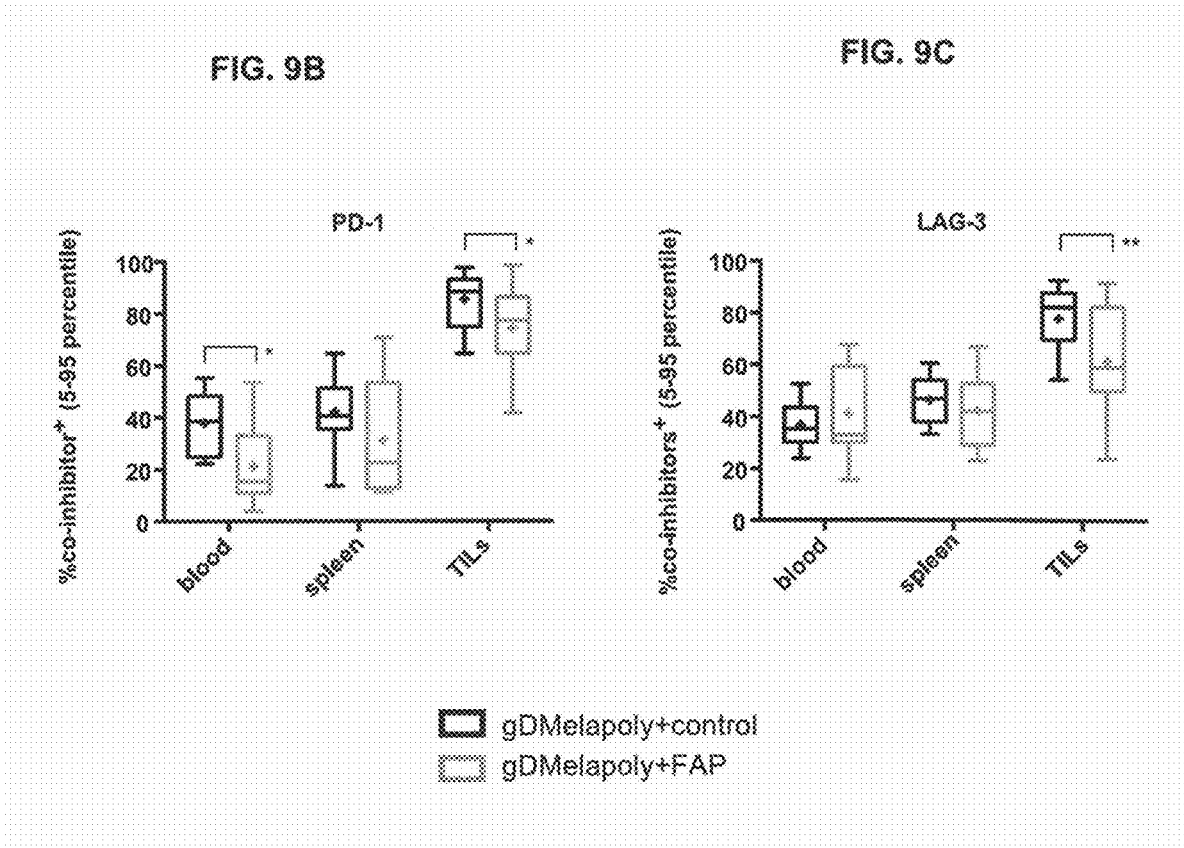 FIG. 9B
PD-1
%co-inhibitor⁺ (5-95 percentile)
100
80
60
40
20
0
*
*
blood
spleen
TILs
FIG. 9C
LAG-3
%co-inhibitors⁺ (5-95 percentile)
100
80
60
40
20
0
**
blood
spleen
TILs
gDMelapoly+control
gDMelapoly+FAP